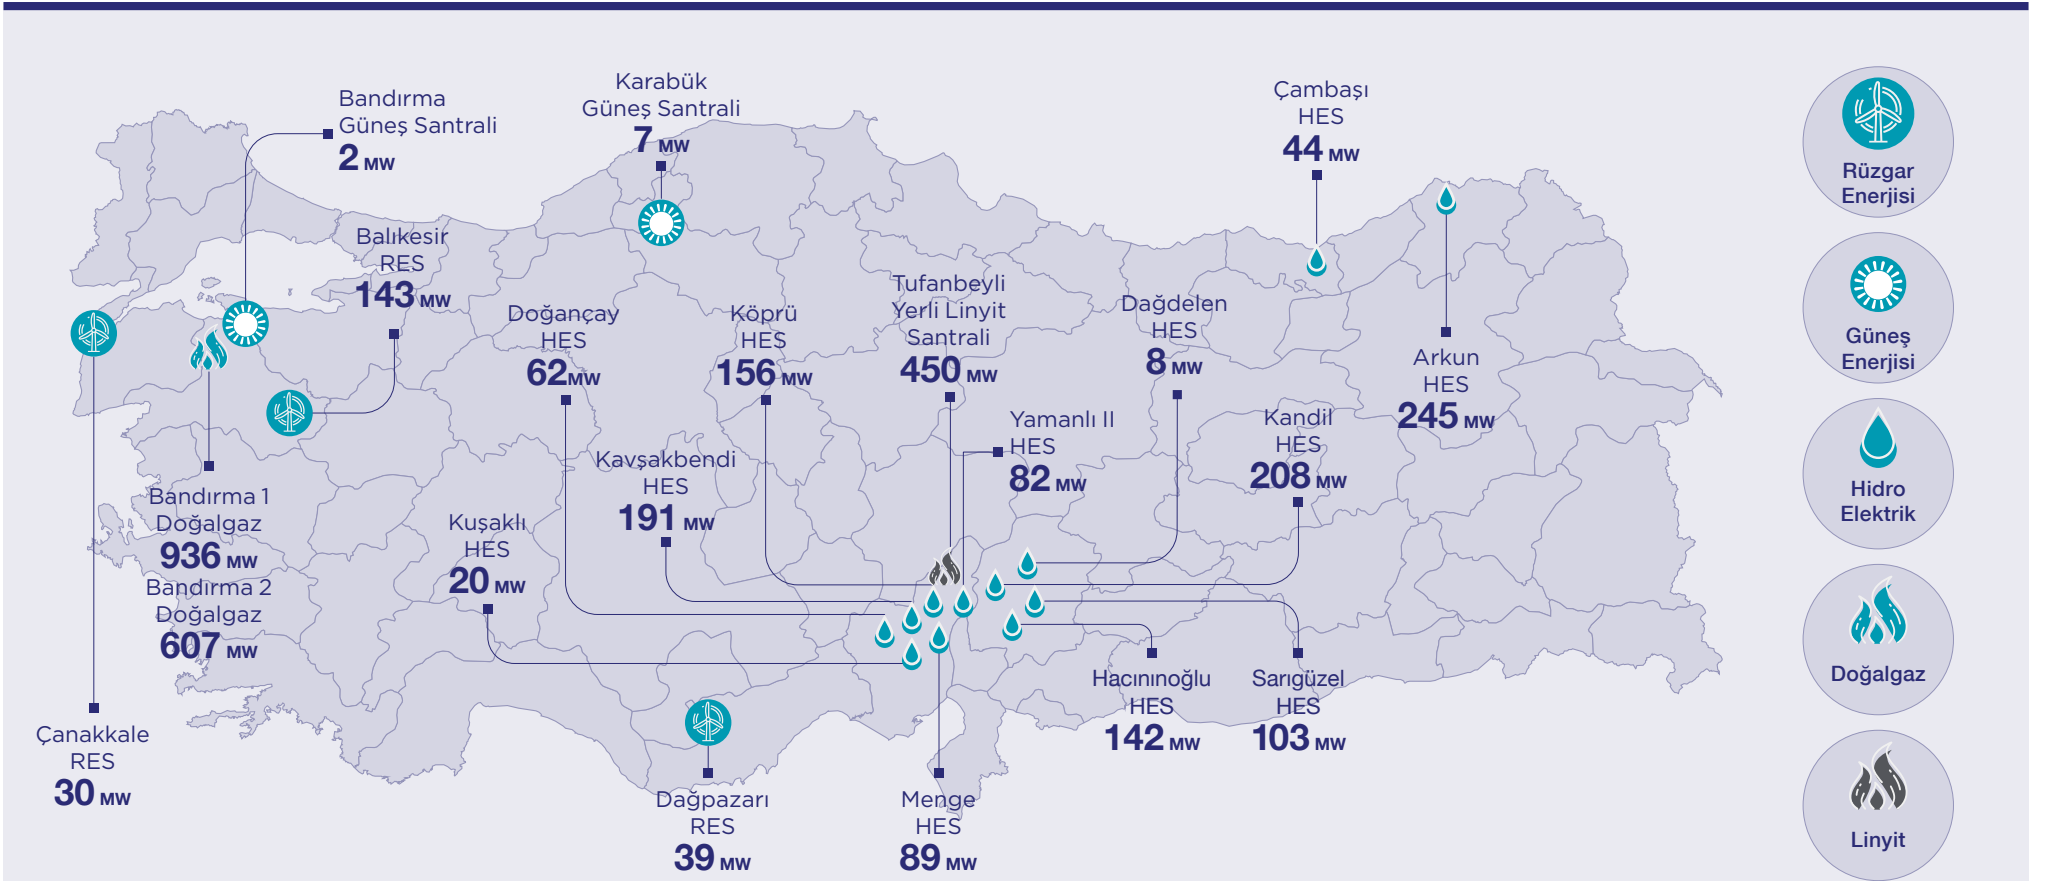 Bandırma
Güneş Santrali
2 MW
Karabük
Güneş Santrali
7 MW
Çambaşı
HES
44 MW
Balıkesir
RES
143 MW
Doğançay
HES
62MW
Köprü
HES
156 MW
Tufanbeyli
Yerli Linyit
Santrali
450 MW
Dağdelen
HES
8 MW
Arkun
HES
245 MW
Yamanlı II
HES
82 MW
Kandil
HES
208 MW
Kavşakbendi
HES
191 MW
Kuşaklı
HES
20 MW
Bandırma 1
Doğalgaz
936 MW
Bandırma 2
Doğalgaz
607 MW
Çanakkale
RES
30 MW
Dağpazarı
RES
39 MW
Menge
HES
89 MW
Hacınınoğlu
HES
142 MW
Sarıgüzel
HES
103 MW
Rüzgar
Enerjisi
Güneş
Enerjisi
Hidro
Elektrik
Doğalgaz
Linyit